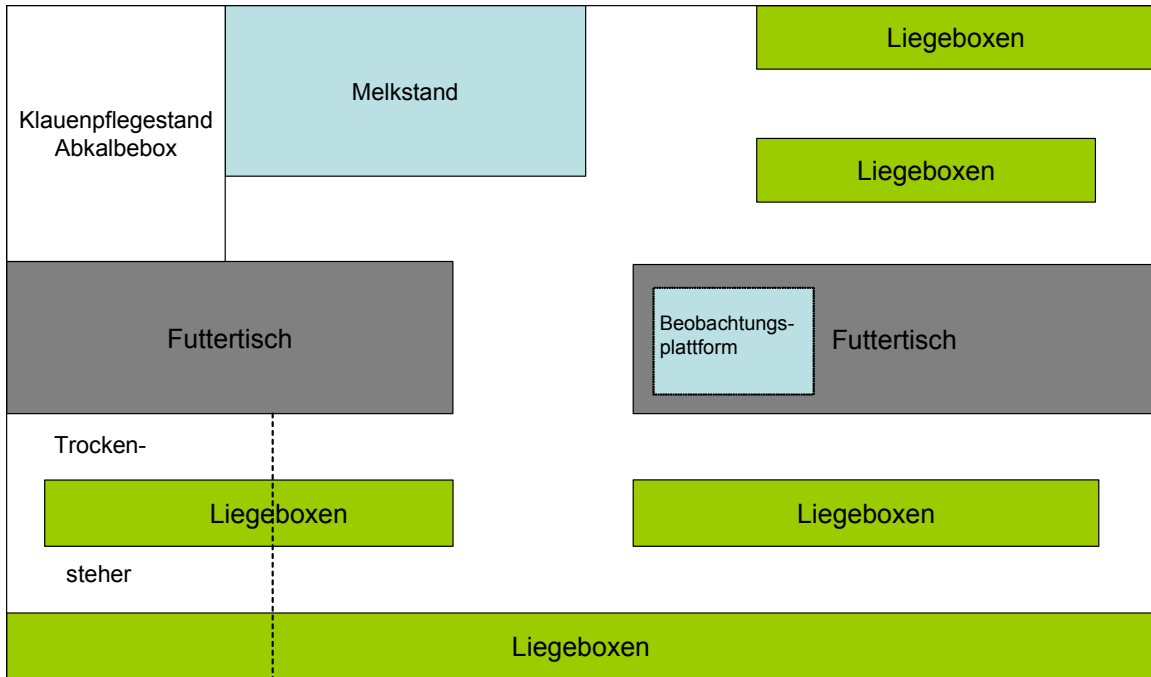 Liegeboxen
Melkstand
Klauenpflegestand
Abkalbebox
Liegeboxen
Futtertisch
Beobachtungs-
plattform
Futtertisch
Trocken-
Liegeboxen
Liegeboxen
steher
Liegeboxen